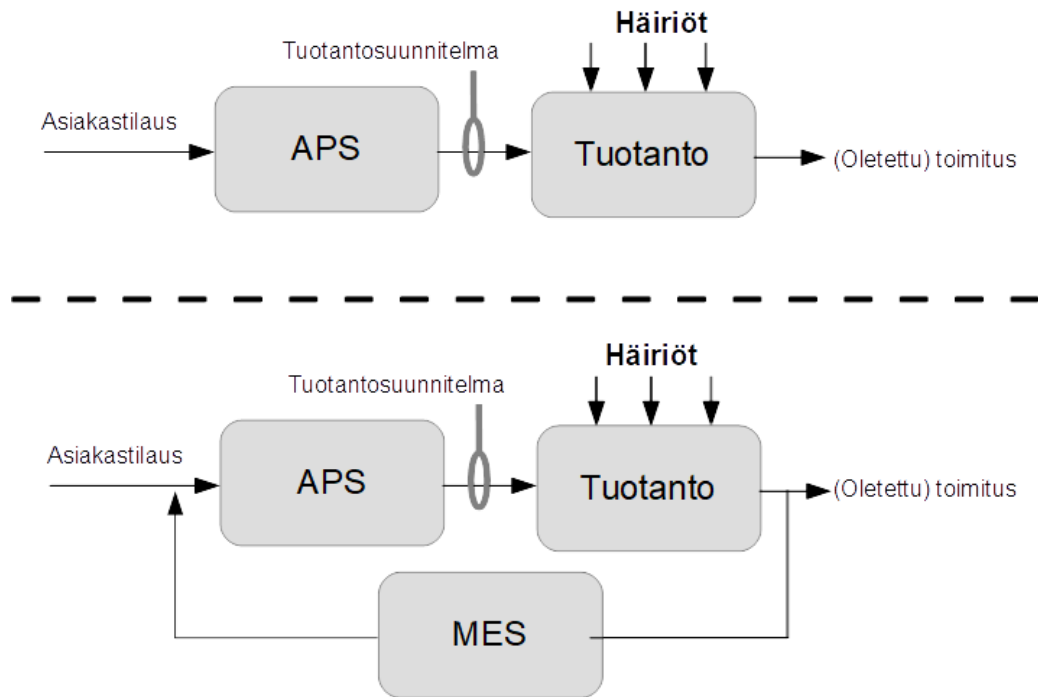 Häiriöt
Tuotantosuunnitelma
Asiakastilaus
APS
Tuotanto
(Oletettu) toimitus
Häiriöt
Tuotantosuunnitelma
Asiakastilaus
APS
Tuotanto
(Oletettu) toimitus
MES